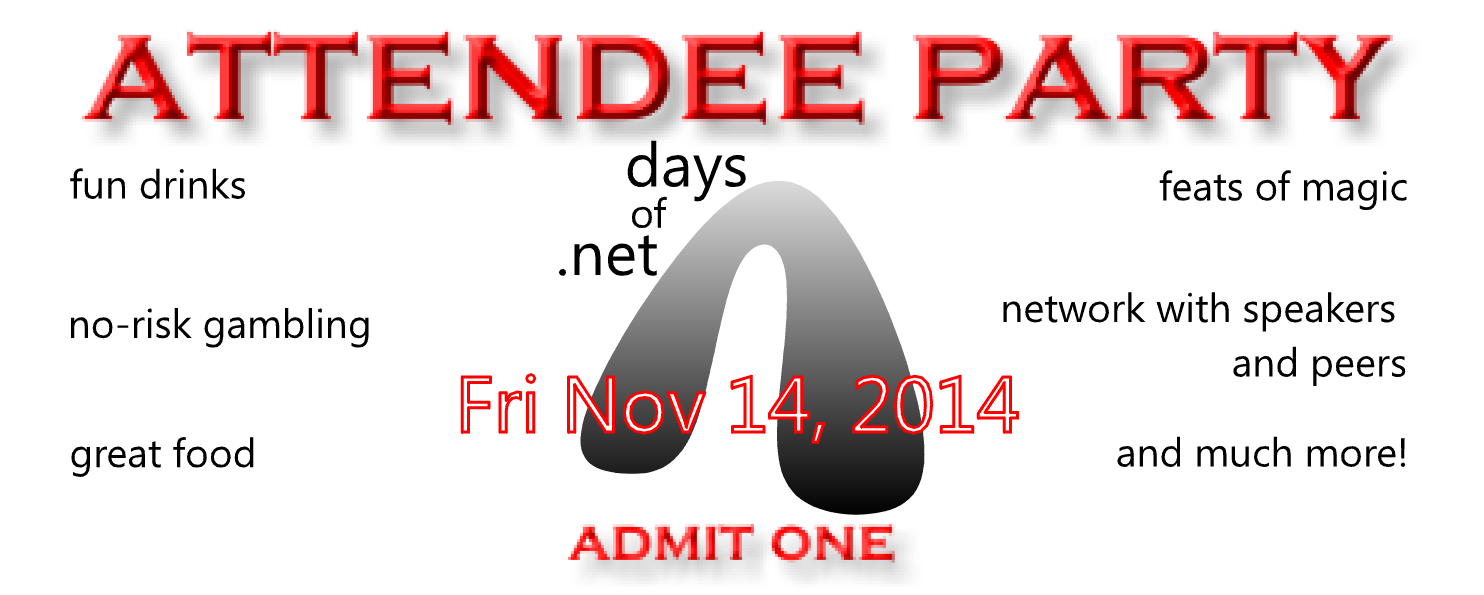 ATTENDEE PARTY
days
of
.net
fun drinks
no-risk gambling
great food
feats of magic
network with speakers
and peers
and much more!
Fri Nov 14, 2014
ADMIT ONE